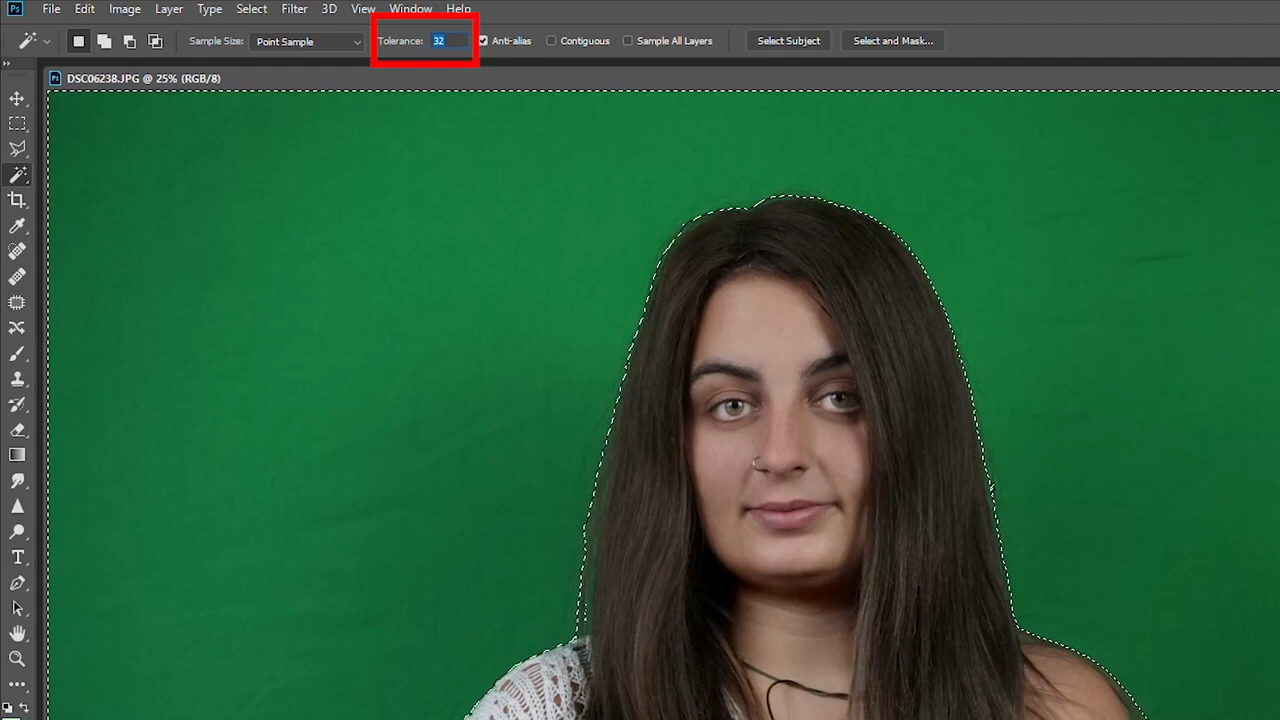 Ps File Edit Image Layer Type Select Filter 3D View Window Help
Sample Size: Point Sample Tolerance: 32 Anti-alias Contiguous Sample All Layers Select Subject Select and Mask...
Ps DSC06238.JPG @ 25% (RGB/8)
T